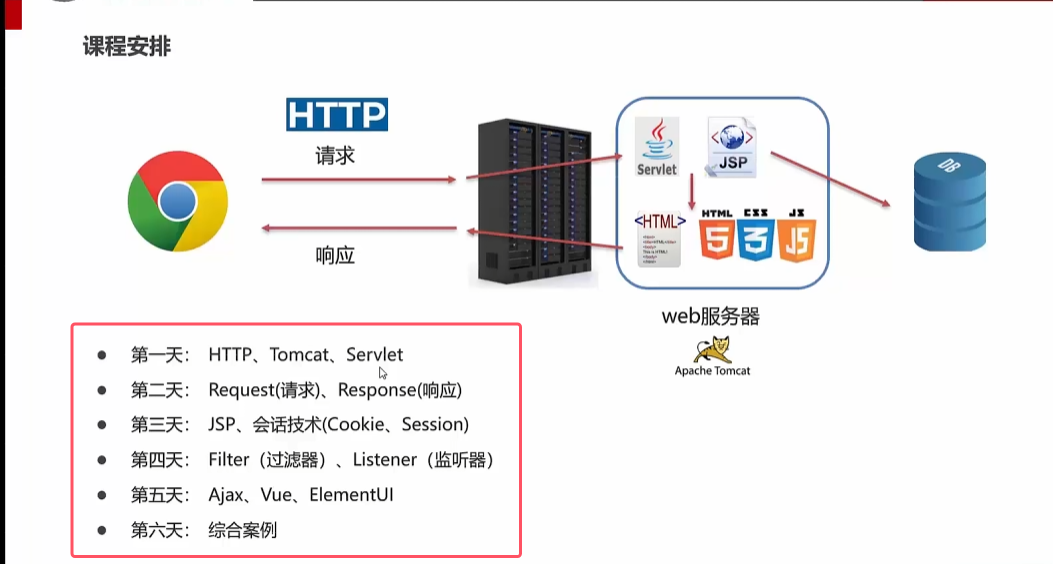 课程安排
HTTP
请求
响应
Servlet
JSP
DB
<HTML>
HTML CSS JS
5 3 JS
web服务器
Apache Tomcat
第一天： HTTP、Tomcat、Servlet
第二天： Request(请求)、Response(响应)
第三天： JSP、会话技术(Cookie、Session)
第四天： Filter（过滤器）、Listener（监听器）
第五天： Ajax、Vue、ElementUI
第六天： 综合案例